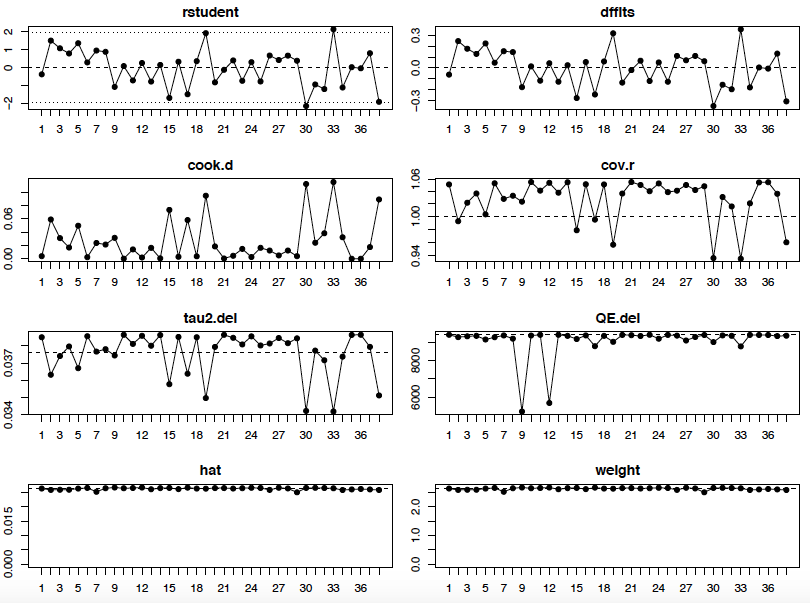 rstudent
2
1
0
−2
1 3 5 7 9 12 15 18 21 24 27 30 33 36
dffits
0.3
0.0
−0.3
1 3 5 7 9 12 15 18 21 24 27 30 33 36
cook.d
0.06
0.00
1 3 5 7 9 12 15 18 21 24 27 30 33 36
cov.r
1.06
1.00
0.94
1 3 5 7 9 12 15 18 21 24 27 30 33 36
tau2.del
0.037
0.034
1 3 5 7 9 12 15 18 21 24 27 30 33 36
QE.del
8000
6000
1 3 5 7 9 12 15 18 21 24 27 30 33 36
hat
0.015
0.000
1 3 5 7 9 12 15 18 21 24 27 30 33 36
weight
2.0
1.0
0.0
1 3 5 7 9 12 15 18 21 24 27 30 33 36